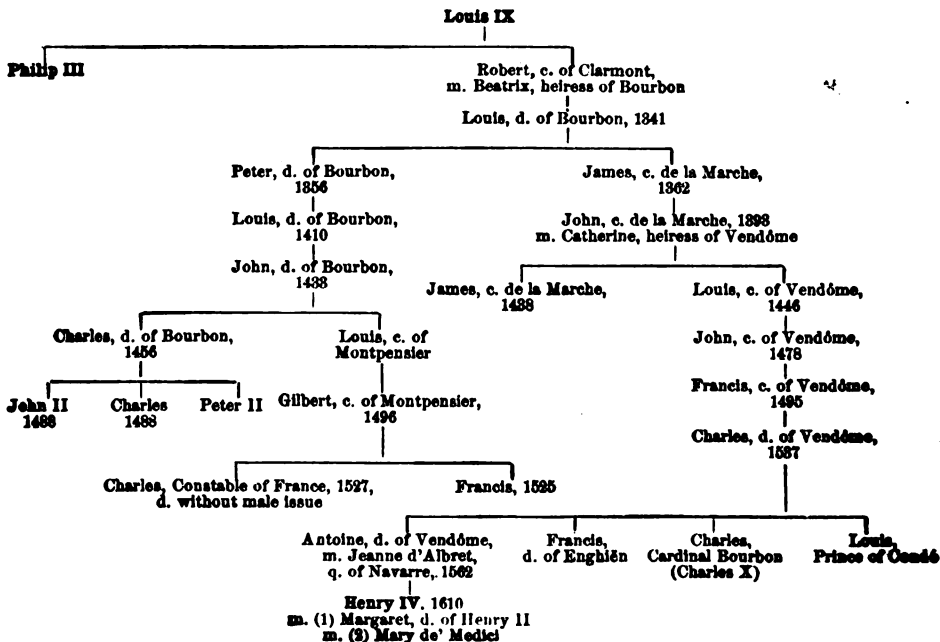 Louis IX
Philip III
Robert, c. of Clarmont,
m. Beatrix, heiress of Bourbon
Louis, d. of Bourbon, 1341
Peter, d. of Bourbon,
1356
James, c. de la Marche,
1362
Louis, d. of Bourbon,
1410
John, c. de la Marche, 1393
m. Catherine, heiress of Vendôme
John, d. of Bourbon,
1438
James, c. de la Marche,
1438
Louis, c. of Vendôme,
1446
Charles, d. of Bourbon,
1456
Louis, c. of
Montpensier
John, c. of Vendôme,
1478
John II
1488
Charles
1488
Peter II
Gilbert, c. of Montpensier,
1496
Francis, c. of Vendôme,
1495
Charles, d. of Vendôme,
1537
Charles, Constable of France, 1527,
d. without male issue
Francis, 1525
Antoine, d. of Vendôme,
m. Jeanne d'Albret,
q. of Navarre, 1562
Francis,
d. of Enghiën
Charles,
Cardinal Bourbon
(Charles X)
Louis,
Prince of Condé
Henry IV. 1610
m. (1) Margaret, d. of Henry II
m. (2) Mary de' Medici